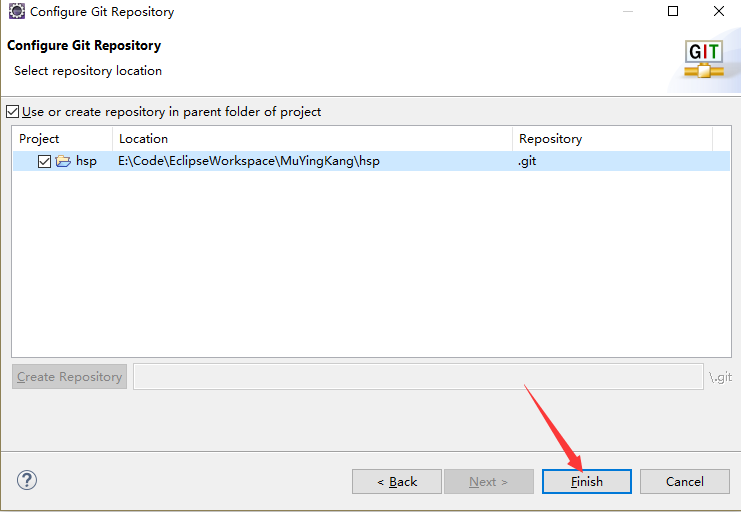 Configure Git Repository
Configure Git Repository
Select repository location
GIT
Use or create repository in parent folder of project
Project Location Repository
hsp E:\Code\EclipseWorkspace\MuYingKang\hsp .git
Create Repository \.git
? < Back Next > Finish Cancel